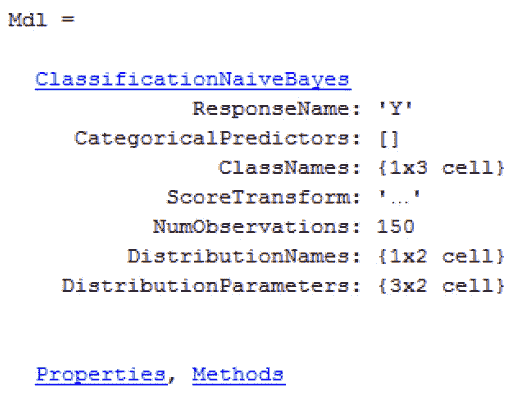 Mdl =
ClassificationNaiveBayes
ResponseName: 'Y'
CategoricalPredictors: []
ClassNames: {1x3 cell}
ScoreTransform: '...'
NumObservations: 150
DistributionNames: {1x2 cell}
DistributionParameters: {3x2 cell}
Properties, Methods